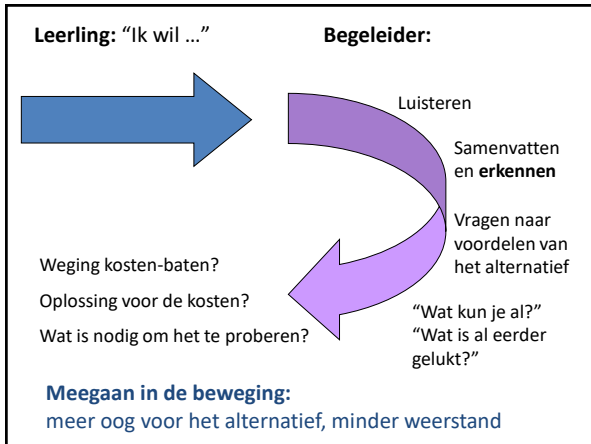 Leerling: “Ik wil …”
Begeleider:
Luisteren
Samenvatten
en erkennen
Vragen naar
voordelen van
het alternatief
“Wat kun je al?”
“Wat is al eerder
gelukt?”
Weging kosten-baten?
Oplossing voor de kosten?
Wat is nodig om het te proberen?
Meegaan in de beweging:
meer oog voor het alternatief, minder weerstand